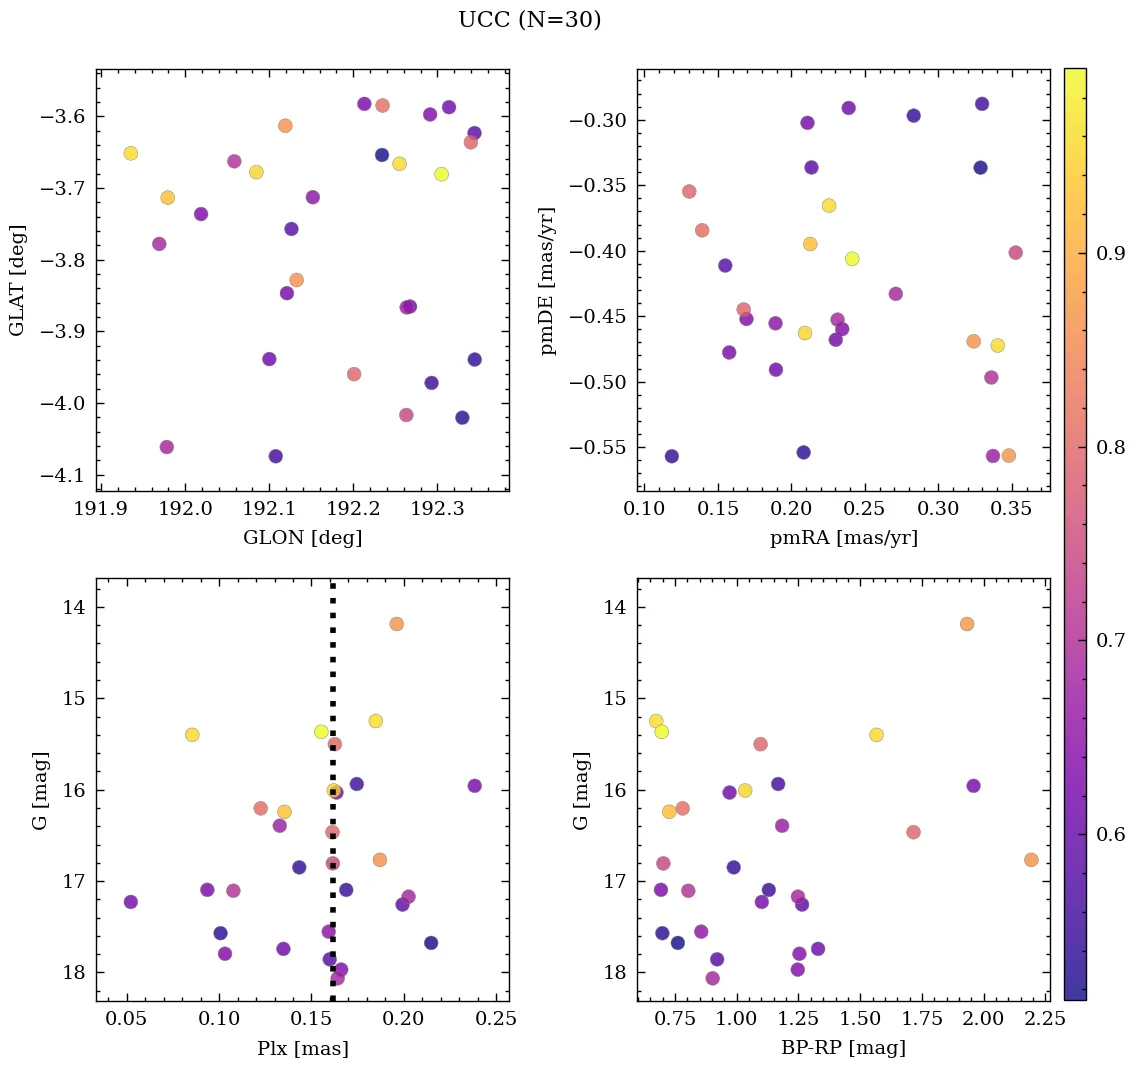 UCC (N=30)
−3.6
−3.7
−3.8
−3.9
−4.0
−4.1
GLAT [deg]
191.9 192.0 192.1 192.2 192.3
GLON [deg]
−0.30
−0.35
−0.40
−0.45
−0.50
−0.55
pmDE [mas/yr]
0.10 0.15 0.20 0.25 0.30 0.35
pmRA [mas/yr]
0.9
0.8
0.7
0.6
14
15
16
17
18
G [mag]
0.05 0.10 0.15 0.20 0.25
Plx [mas]
14
15
16
17
18
G [mag]
0.75 1.00 1.25 1.50 1.75 2.00 2.25
BP-RP [mag]